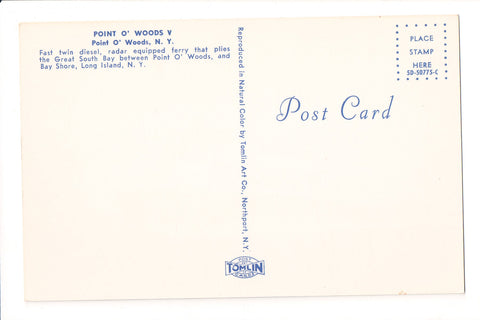 POINT O' WOODS V
Point O' Woods, N. Y.
Fast twin diesel, radar equipped ferry that plies
the Great South Bay between Point O' Woods, and
Bay Shore, Long Island, N. Y.
Reproduced in Natural Color by Tomlin Art Co., Northport, N. Y.
POST
TOMLIN
CARDS
Post Card
PLACE
STAMP
HERE
SD-50775-C